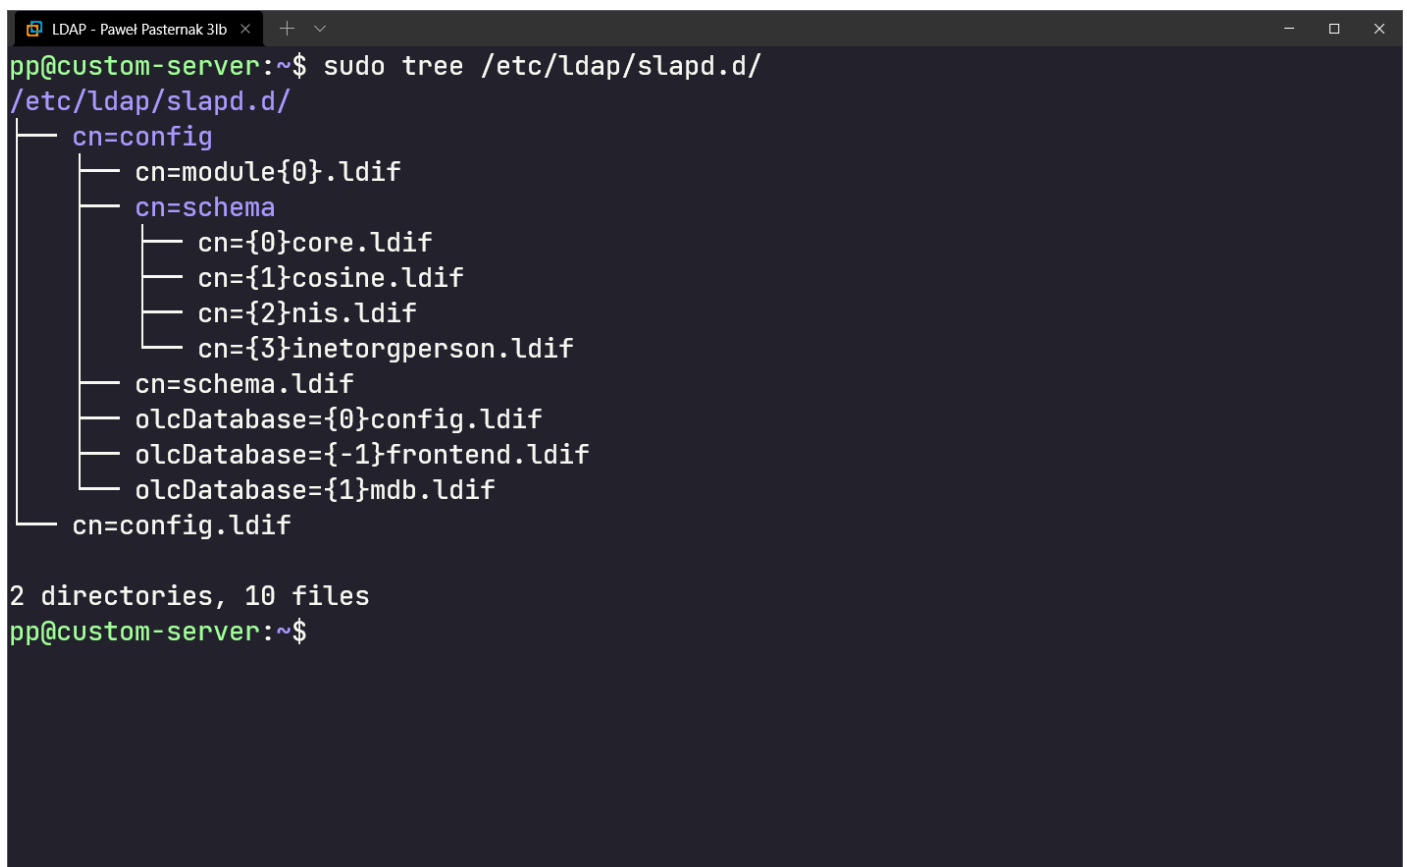 LDAP - Paweł Pasternak 3Ib
pp@custom-server:~$ sudo tree /etc/ldap/slapd.d/
/etc/ldap/slapd.d/
├── cn=config
│   ├── cn=module{0}.ldif
│   ├── cn=schema
│   │   ├── cn={0}core.ldif
│   │   ├── cn={1}cosine.ldif
│   │   ├── cn={2}nis.ldif
│   │   └── cn={3}inetorgperson.ldif
│   ├── cn=schema.ldif
│   ├── olcDatabase={0}config.ldif
│   ├── olcDatabase={-1}frontend.ldif
│   └── olcDatabase={1}mdb.ldif
└── cn=config.ldif
2 directories, 10 files
pp@custom-server:~$